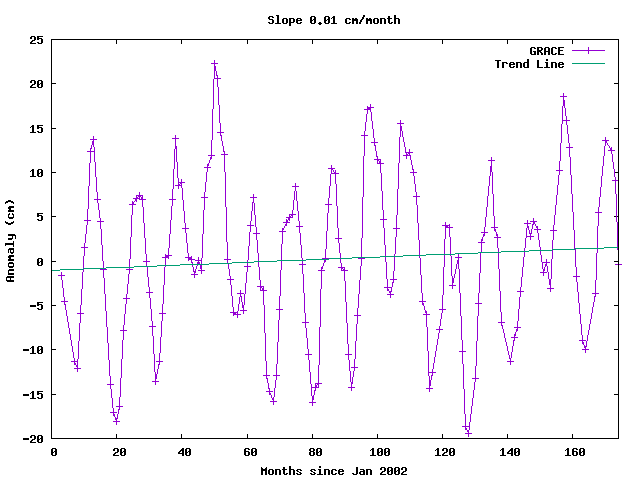 Slope 0.01 cm/month
GRACE
Trend Line
Anomaly (cm)
25
20
15
10
5
0
-5
-10
-15
-20
0 20 40 60 80 100 120 140 160
Months since Jan 2002